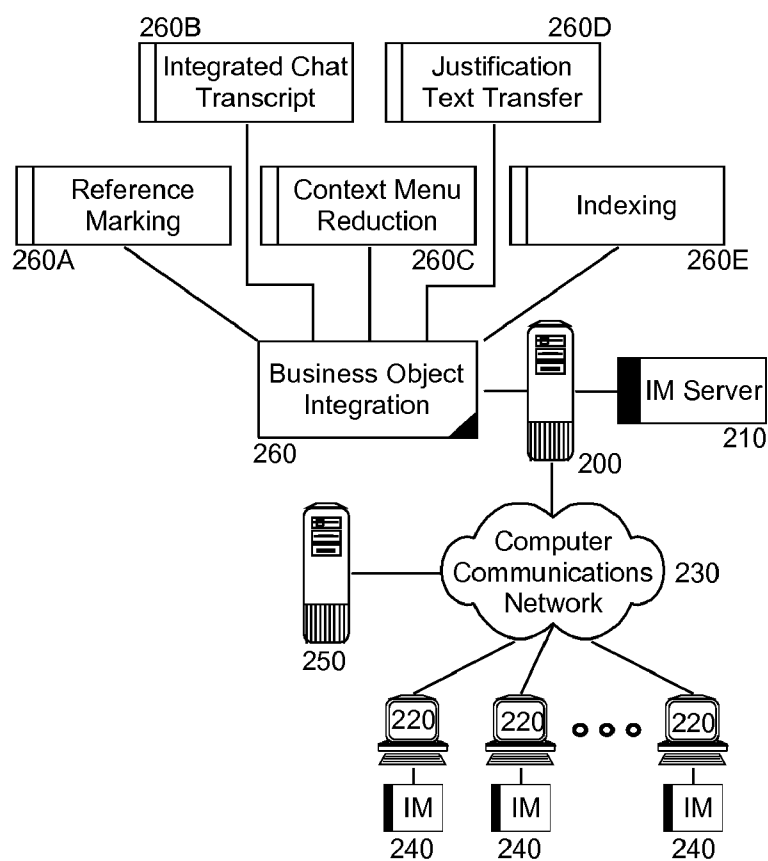 260B
260D
Integrated Chat
Transcript
Justification
Text Transfer
Reference
Marking
Context Menu
Reduction
Indexing
260A
260C
260E
Business Object
Integration
IM Server
260
200
210
Computer
Communications
Network
230
250
220
220
220
IM
IM
IM
240
240
240